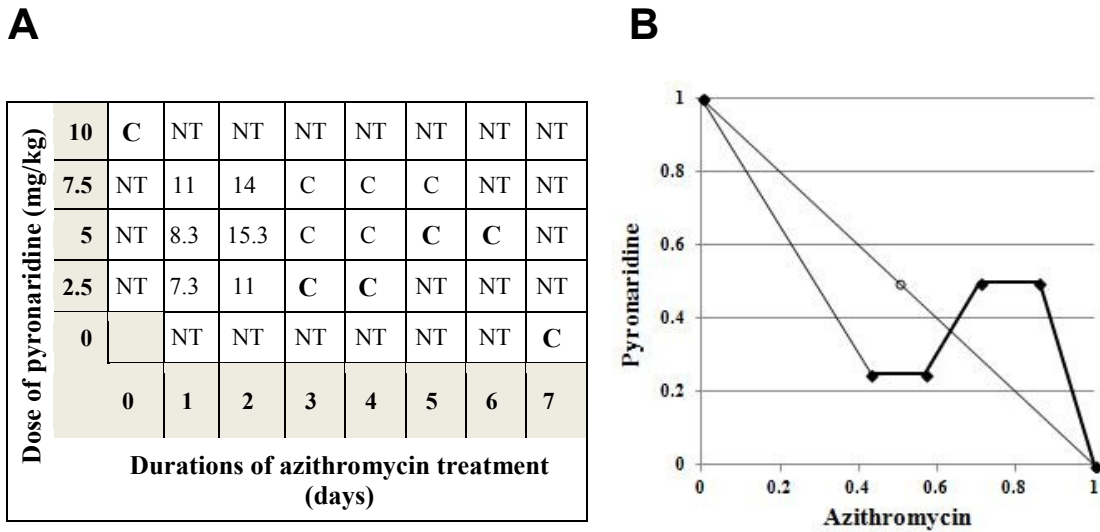 A
B
Dose of pyronaridine (mg/kg)
10 C NT NT NT NT NT NT NT
7.5 NT 11 14 C C C NT NT
5 NT 8.3 15.3 C C C C NT
2.5 NT 7.3 11 C C NT NT NT
0 NT NT NT NT NT NT C
0 1 2 3 4 5 6 7
Durations of azithromycin treatment
(days)
Pyronaridine
1
0.8
0.6
0.4
0.2
0
0 0.2 0.4 0.6 0.8 1
Azithromycin